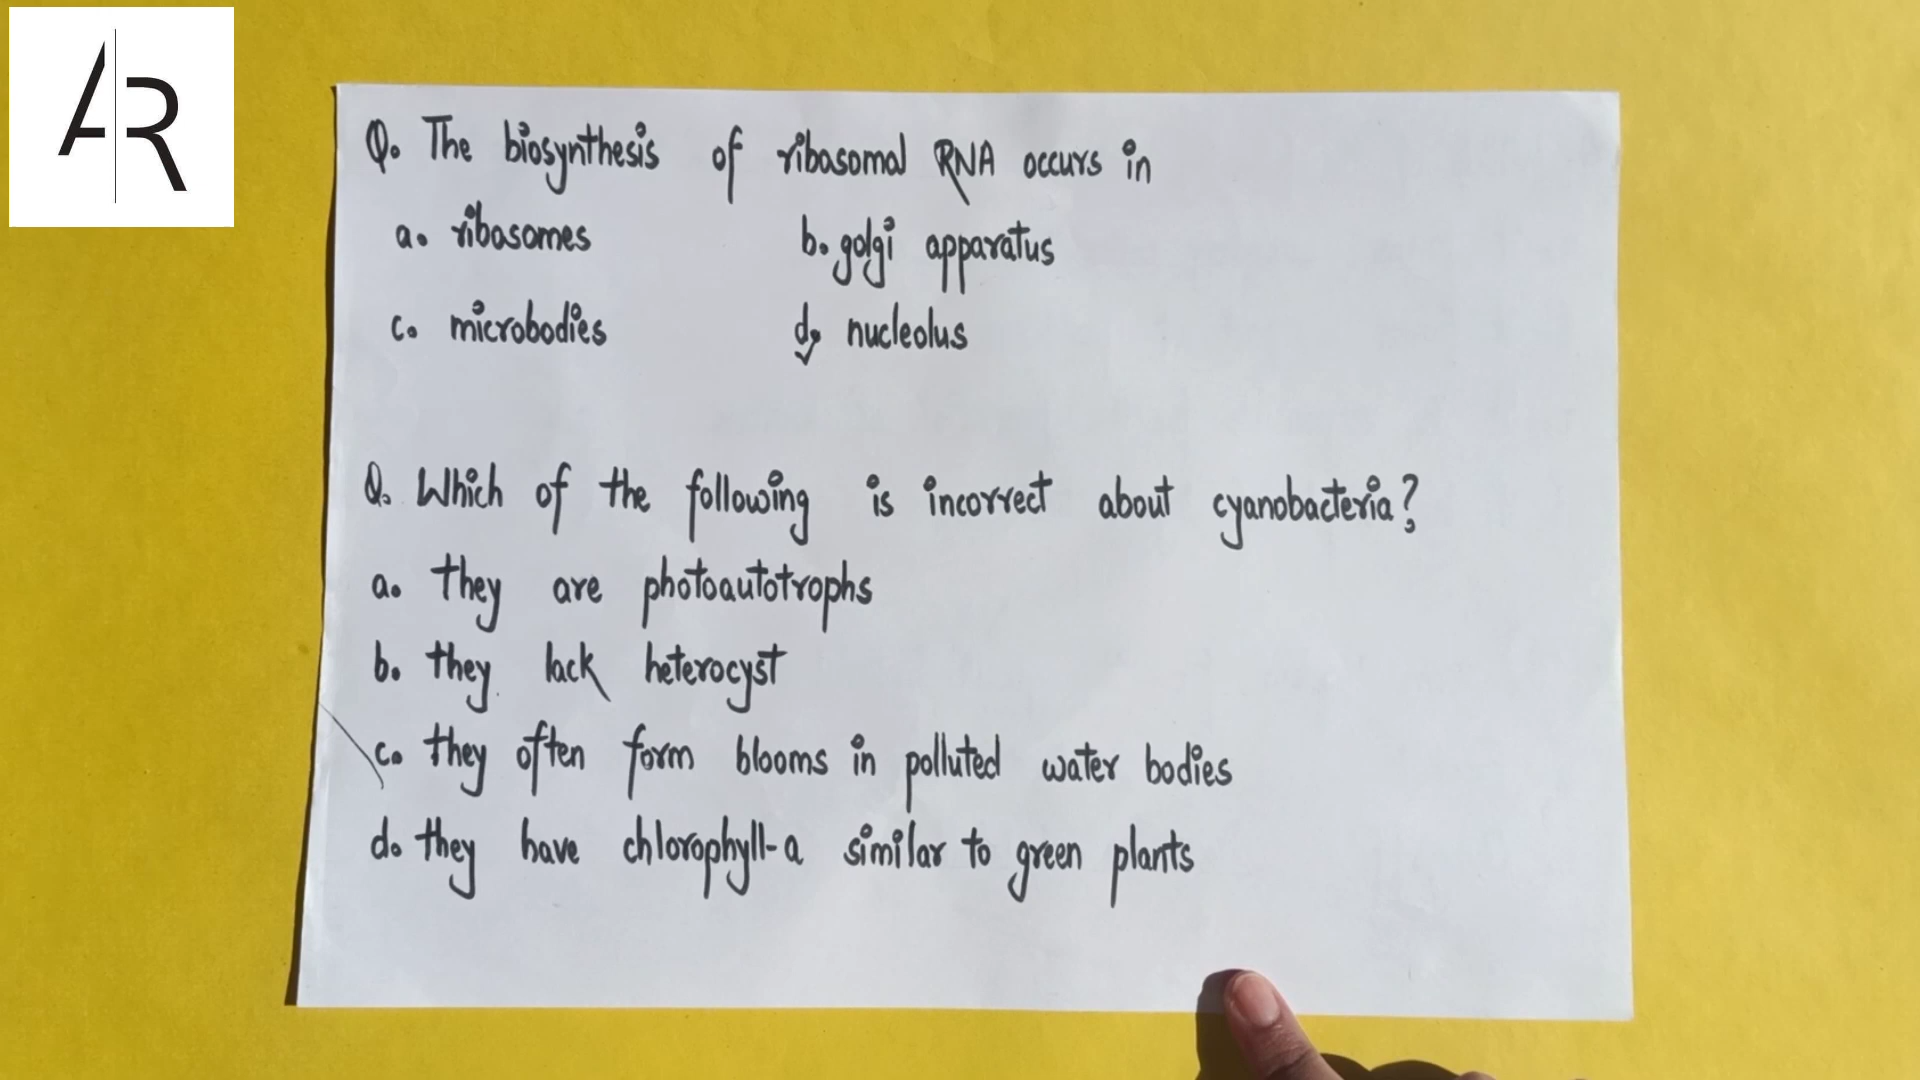 AR
Q. The biosynthesis of ribosomal RNA occurs in
a. ribosomes b. golgi apparatus
c. microbodies d. nucleolus
Q. Which of the following is incorrect about cyanobacteria?
a. they are photoautotrophs
b. they lack heterocyst
c. they often form blooms in polluted water bodies
d. they have chlorophyll-a similar to green plants